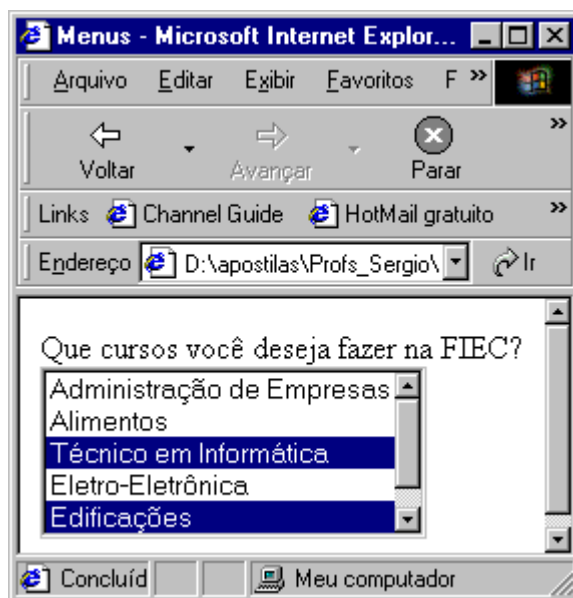 Menus - Microsoft Internet Explor...
Arquivo Editar Exibir Favoritos F »
Voltar Avançar Parar »
Links Channel Guide HotMail gratuito »
Endereço D:\apostilas\Profs_Sergio\ Ir
Que cursos você deseja fazer na FIEC?
Administração de Empresas
Alimentos
Técnico em Informática
Eletro-Eletrônica
Edificações
Concluíd Meu computador